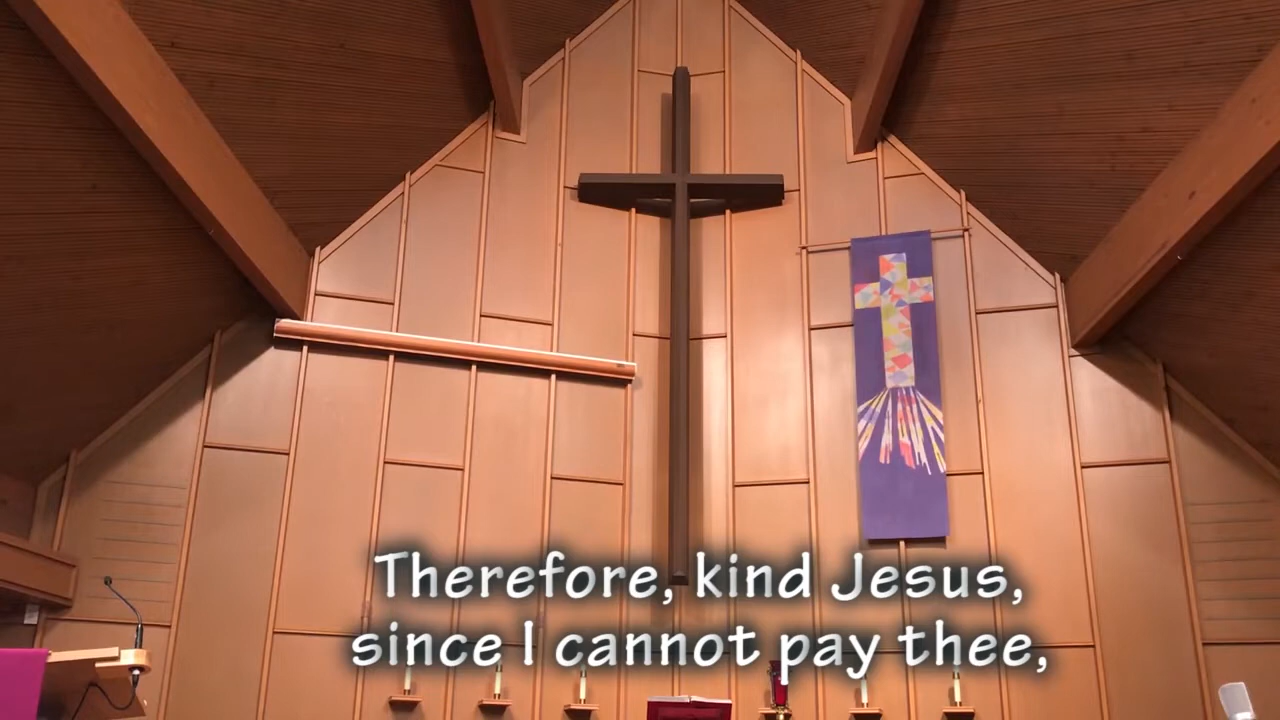 Therefore, kind Jesus,
since I cannot pay thee,